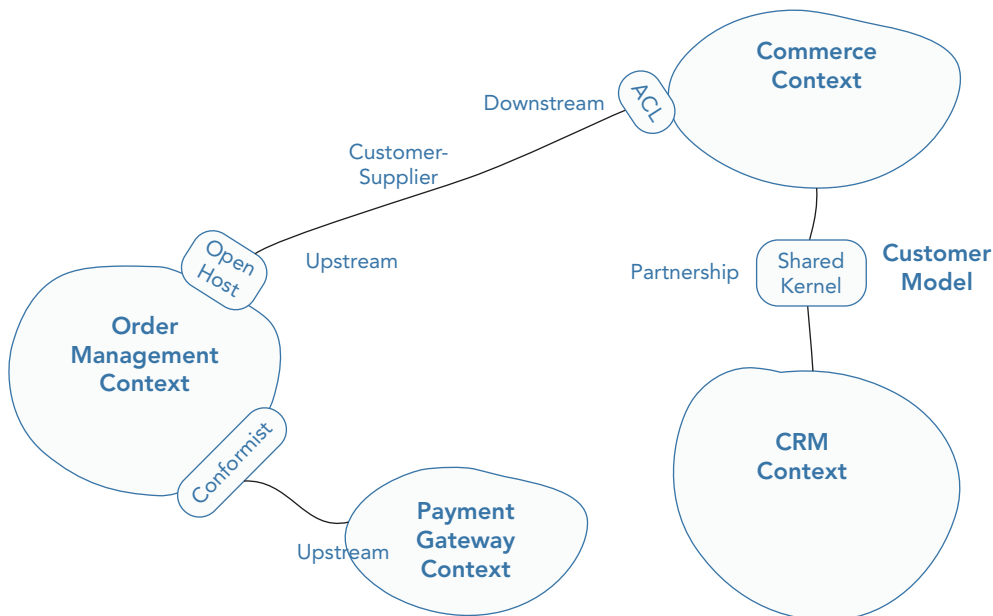 Commerce
Context
ACL
Downstream
Customer-
Supplier
Open
Host
Upstream
Partnership
Shared
Kernel
Customer
Model
Order
Management
Context
Conformist
CRM
Context
Payment
Gateway
Context
Upstream